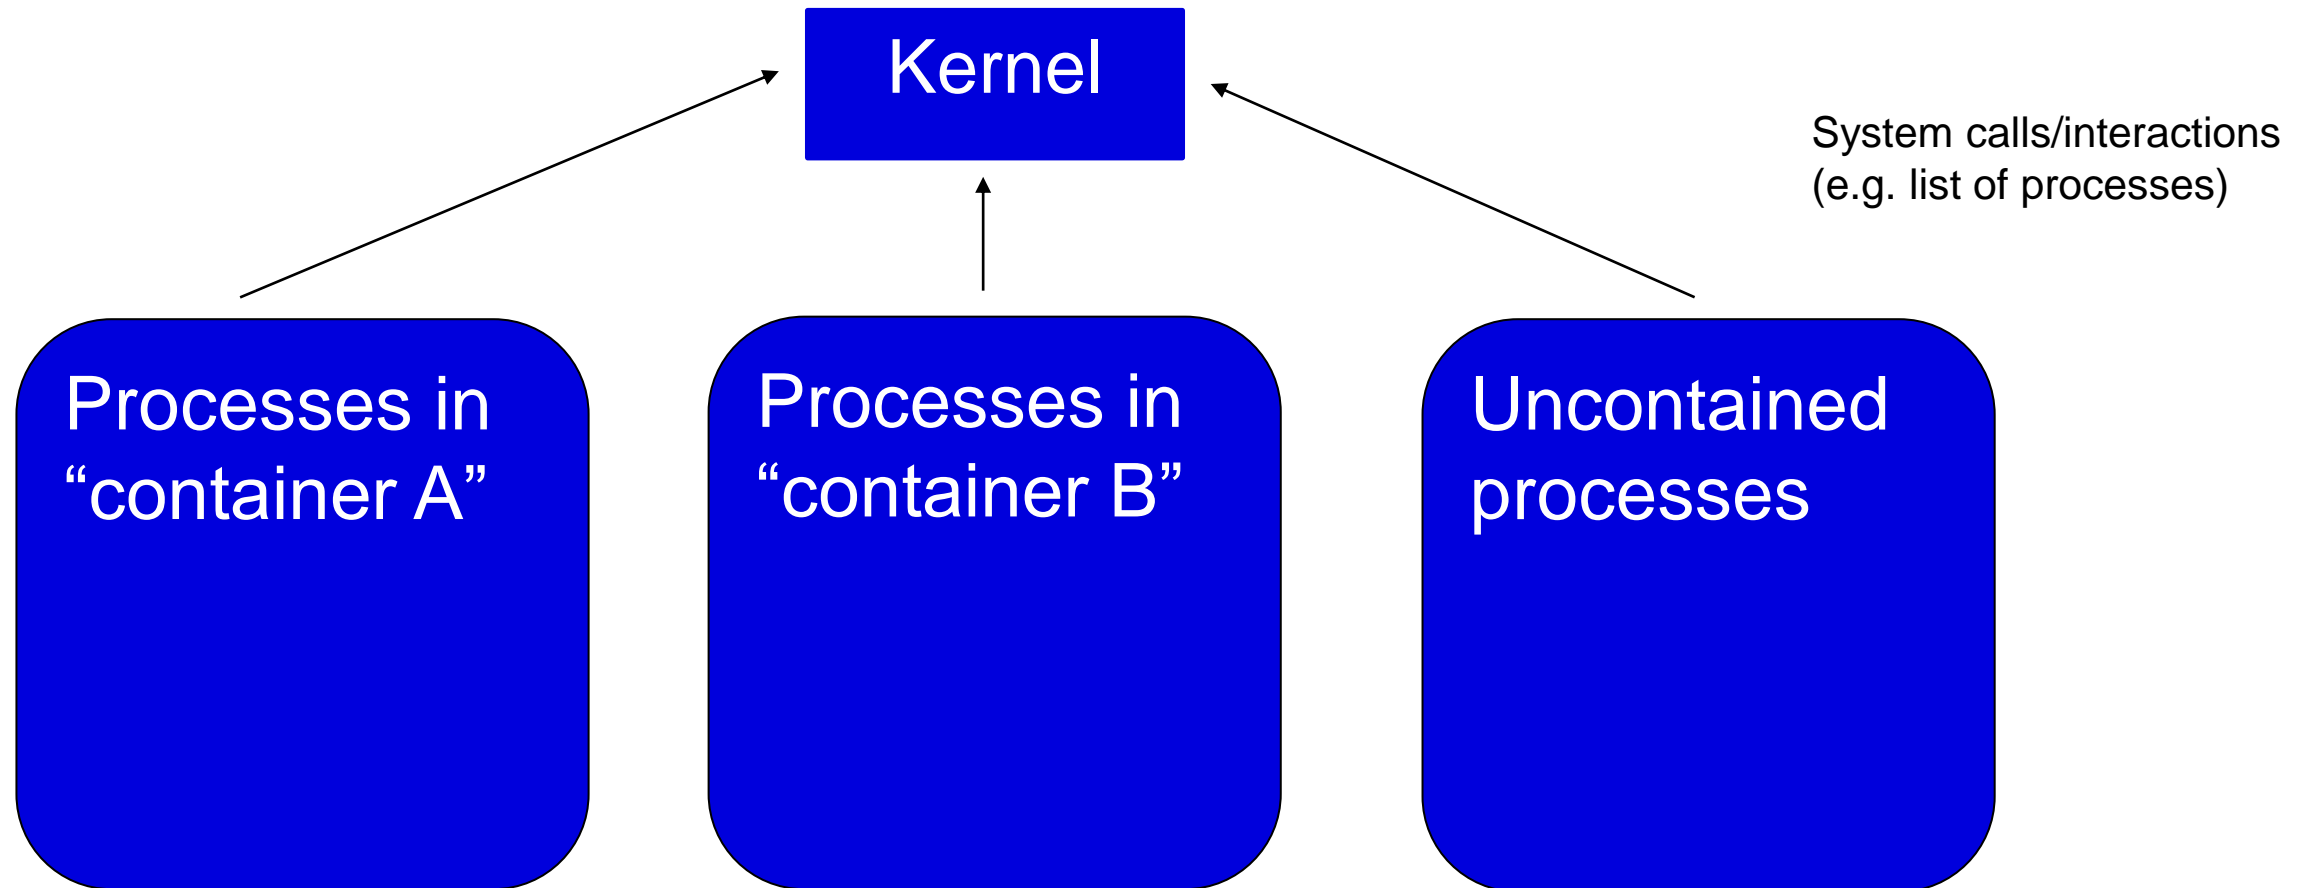 Kernel
System calls/interactions
(e.g. list of processes)
Processes in
“container A”
Processes in
“container B”
Uncontained
processes